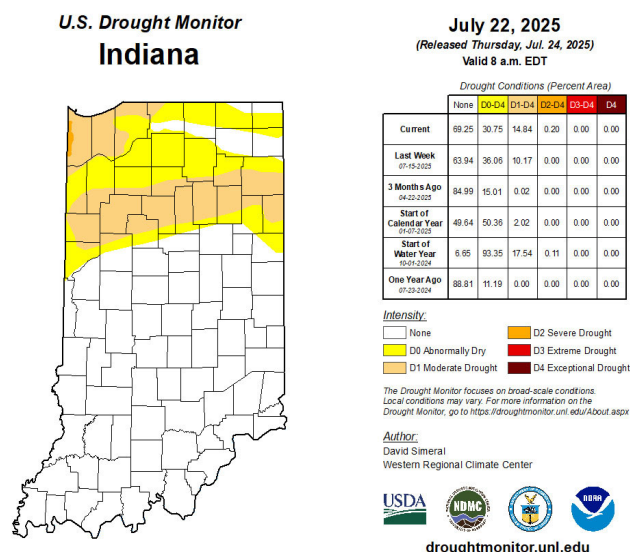 U.S. Drought Monitor
Indiana
July 22, 2025
(Released Thursday, Jul. 24, 2025)
Valid 8 a.m. EDT
Drought Conditions (Percent Area)
None D0-D4 D1-D4 D2-D4 D3-D4 D4
Current 69.25 30.75 14.84 0.20 0.00 0.00
Last Week
07-15-2025 63.94 36.06 10.17 0.00 0.00 0.00
3 Months Ago
04-22-2025 84.99 15.01 0.02 0.00 0.00 0.00
Start of
Calendar Year
01-07-2025 49.64 50.36 2.02 0.00 0.00 0.00
Start of
Water Year
10-01-2024 6.65 93.35 17.54 0.11 0.00 0.00
One Year Ago
07-23-2024 88.81 11.19 0.00 0.00 0.00 0.00
Intensity:
None
D0 Abnormally Dry
D1 Moderate Drought
D2 Severe Drought
D3 Extreme Drought
D4 Exceptional Drought
The Drought Monitor focuses on broad-scale conditions.
Local conditions may vary. For more information on the
Drought Monitor, go to https://droughtmonitor.unl.edu/About.aspx
Author:
David Simeral
Western Regional Climate Center
USDA
NDMC
NOAA
droughtmonitor.unl.edu